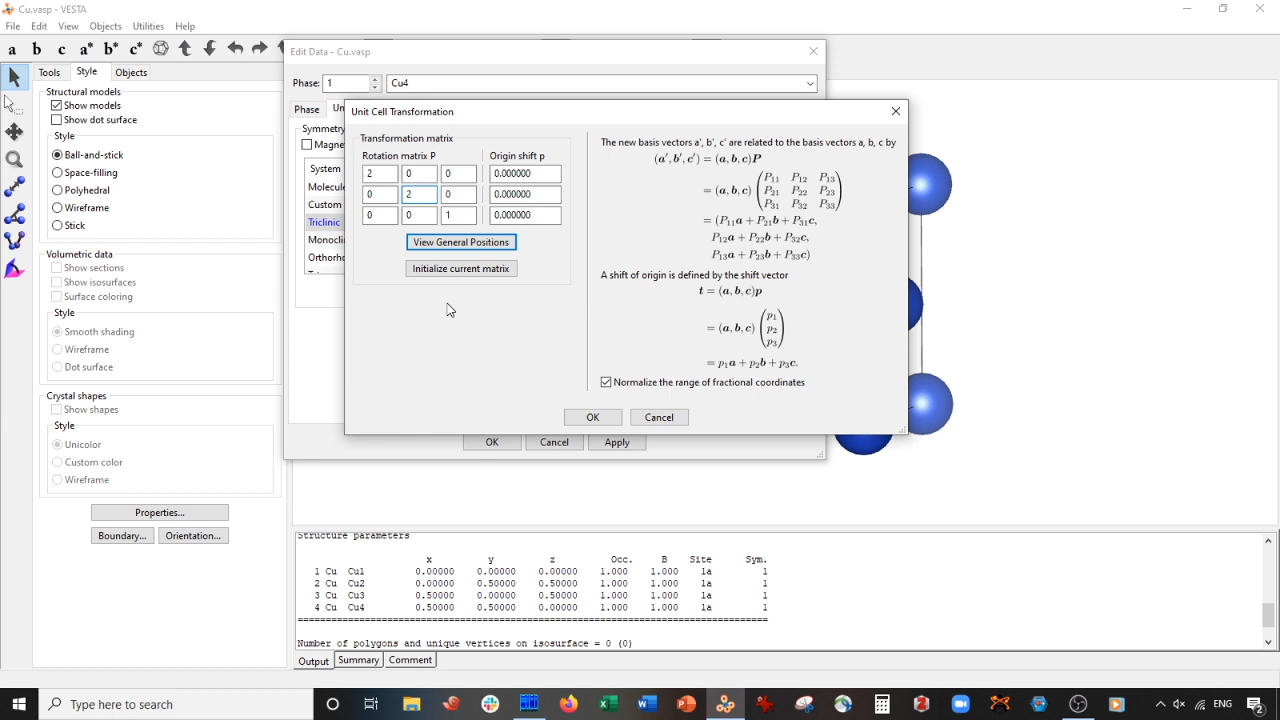 Cu.vasp - VESTA
File Edit View Objects Utilities Help
a b c a* b* c*
Tools Style Objects
Structural models
Show models
Show dot surface
Style
Ball-and-stick
Space-filling
Polyhedral
Wireframe
Stick
Volumetric data
Show sections
Show isosurfaces
Surface coloring
Style
Smooth shading
Wireframe
Dot surface
Crystal shapes
Show shapes
Style
Unicolor
Custom color
Wireframe
Properties...
Boundary... Orientation...
Edit Data - Cu.vasp
Phase: 1 Cu4
Phase
Symmetry
System
Molecule
Custom
Triclinic
OK Cancel Apply
Unit Cell Transformation
Transformation matrix
Rotation matrix P Origin shift p
2 0 0 0.000000
0 2 0 0.000000
0 0 1 0.000000
View General Positions
Initialize current matrix
The new basis vectors a', b', c' are related to the basis vectors a, b, c by
(a', b', c') = (a, b, c)P
= (a, b, c) (P11 P12 P13
P21 P22 P23
P31 P32 P33)
= (P11a + P21b + P31c,
P12a + P22b + P32c,
P13a + P23b + P33c)
A shift of origin is defined by the shift vector
t = (a, b, c)p
= (a, b, c) (p1
p2
p3)
= p1a + p2b + p3c.
Normalize the range of fractional coordinates
OK Cancel
Structure parameters
x y z Occ. B Site Sym.
1 Cu Cu1 0.00000 0.00000 0.00000 1.000 1.000 1a 1
2 Cu Cu2 0.00000 0.50000 0.50000 1.000 1.000 1a 1
3 Cu Cu3 0.50000 0.00000 0.50000 1.000 1.000 1a 1
4 Cu Cu4 0.50000 0.50000 0.00000 1.000 1.000 1a 1
Number of polygons and unique vertices on isosurface = 0 (0)
Output Summary Comment
Type here to search
ENG
2